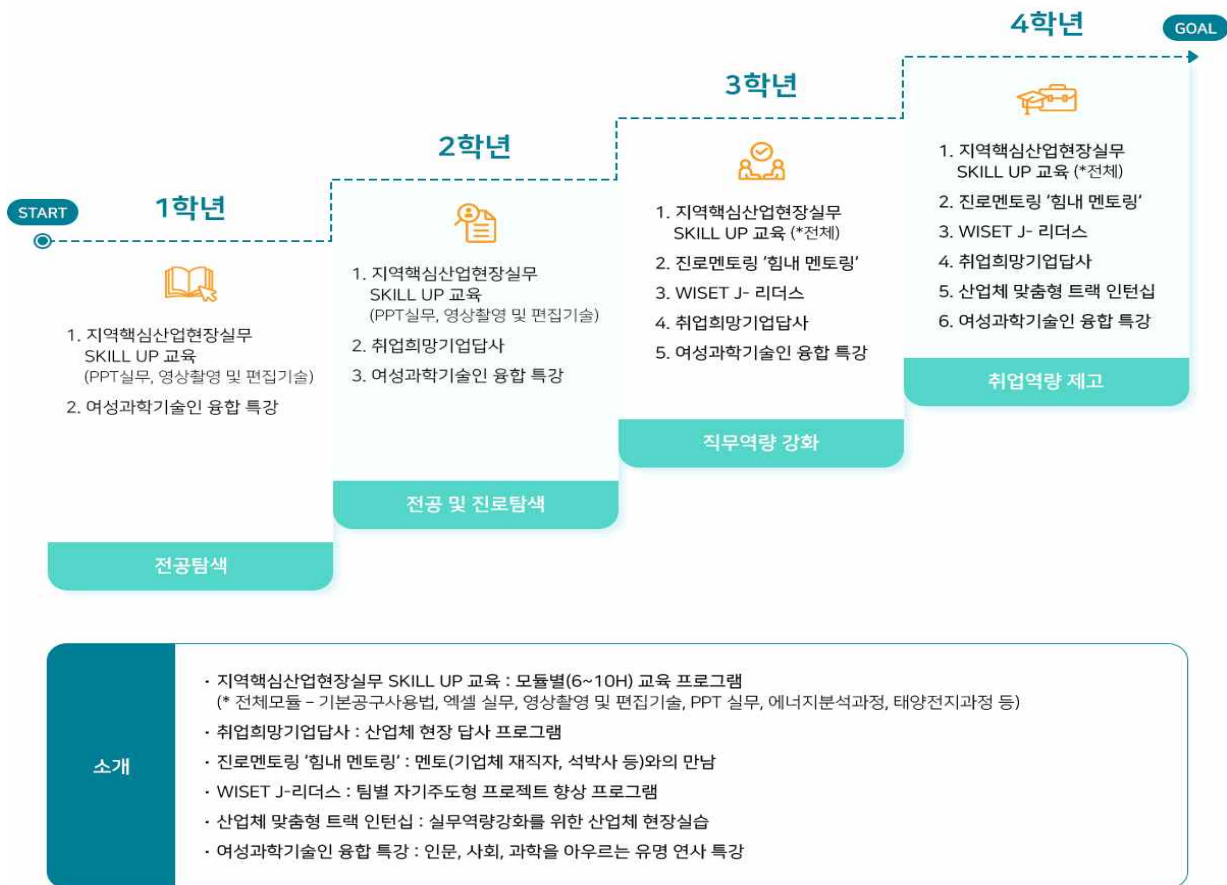 START
1학년
1. 지역핵심산업현장실무
SKILL UP 교육
(PPT실무, 영상촬영 및 편집기술)
2. 여성과학기술인 융합 특강
전공탐색
2학년
1. 지역핵심산업현장실무
SKILL UP 교육
(PPT실무, 영상촬영 및 편집기술)
2. 취업희망기업답사
3. 여성과학기술인 융합 특강
전공 및 진로탐색
3학년
1. 지역핵심산업현장실무
SKILL UP 교육 (*전체)
2. 진로멘토링 '힘내 멘토링'
3. WISET J- 리더스
4. 취업희망기업답사
5. 여성과학기술인 융합 특강
직무역량 강화
4학년
GOAL
1. 지역핵심산업현장실무
SKILL UP 교육 (*전체)
2. 진로멘토링 '힘내 멘토링'
3. WISET J- 리더스
4. 취업희망기업답사
5. 산업체 맞춤형 트랙 인턴십
6. 여성과학기술인 융합 특강
취업역량 제고
소개
· 지역핵심산업현장실무 SKILL UP 교육 : 모듈별(6~10H) 교육 프로그램
(* 전체모듈 – 기본공구사용법, 엑셀 실무, 영상촬영 및 편집기술, PPT 실무, 에너지분석과정, 태양전지과정 등)
· 취업희망기업답사 : 산업체 현장 답사 프로그램
· 진로멘토링 '힘내 멘토링' : 멘토(기업체 재직자, 석박사 등)와의 만남
· WISET J-리더스 : 팀별 자기주도형 프로젝트 향상 프로그램
· 산업체 맞춤형 트랙 인턴십 : 실무역량강화를 위한 산업체 현장실습
· 여성과학기술인 융합 특강 : 인문, 사회, 과학을 아우르는 유명 연사 특강